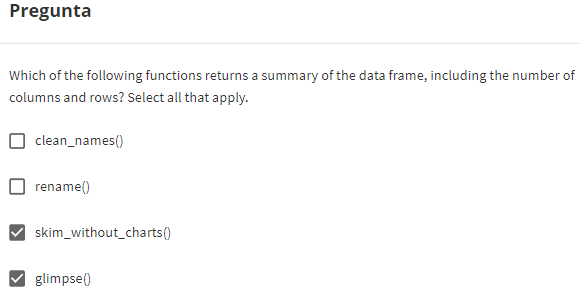 Pregunta
Which of the following functions returns a summary of the data frame, including the number of
columns and rows? Select all that apply.
clean_names()
rename()
skim_without_charts()
glimpse()